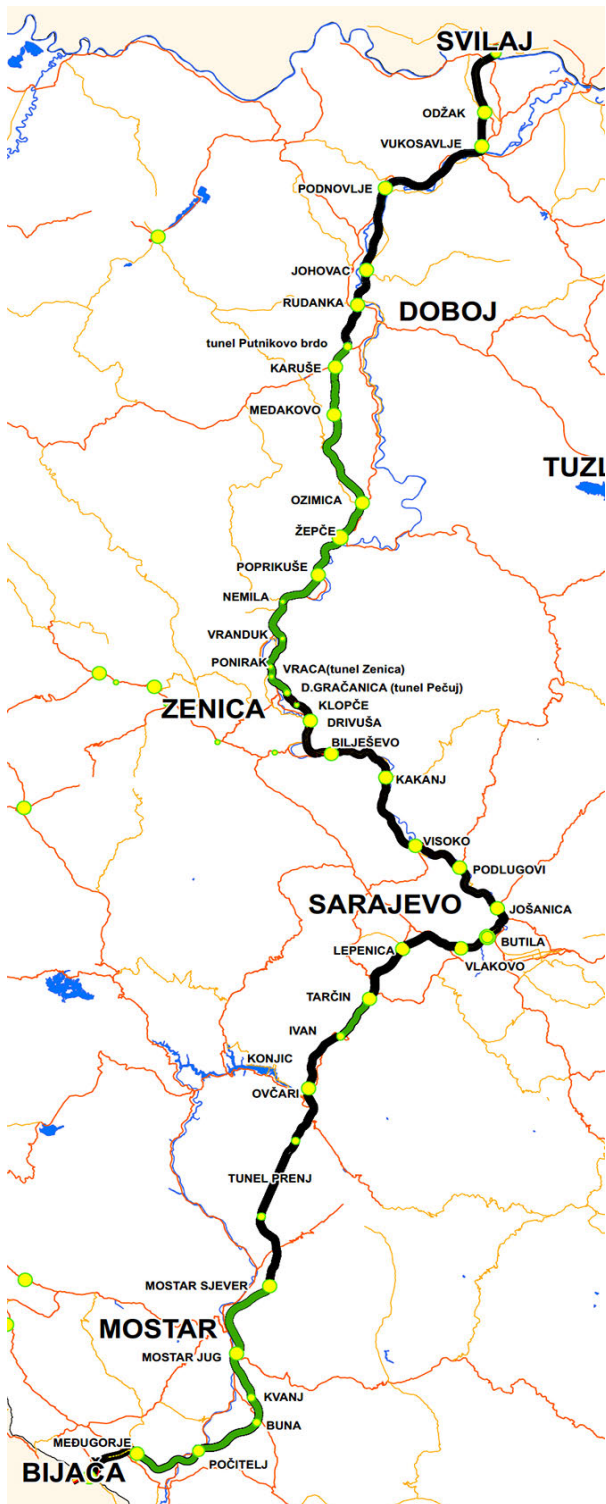 SVILAJ
ODŽAK
VUKOSAVLJE
PODNOVLJE
JOHOVAC
RUDANKA
DOBOJ
tunel Putnikovo brdo
KARUŠE
MEDAKOVO
TUZL
OZIMICA
ŽEPČE
POPRIKUŠE
NEMILA
VRANDUK
PONIRAK
VRACA(tunel Zenica)
D.GRAČANICA (tunel Pečuj)
ZENICA
KLOPČE
DRIVUŠA
BILJEŠEVO
KAKANJ
VISOKO
PODLUGOVI
SARAJEVO
JOŠANICA
BUTILA
LEPENICA
VLAKOVO
TARČIN
IVAN
KONJIC
OVČARI
TUNEL PRENJ
MOSTAR SJEVER
MOSTAR
MOSTAR JUG
KVANJ
BUNA
MEĐUGORJE
POČITELJ
BIJAČA